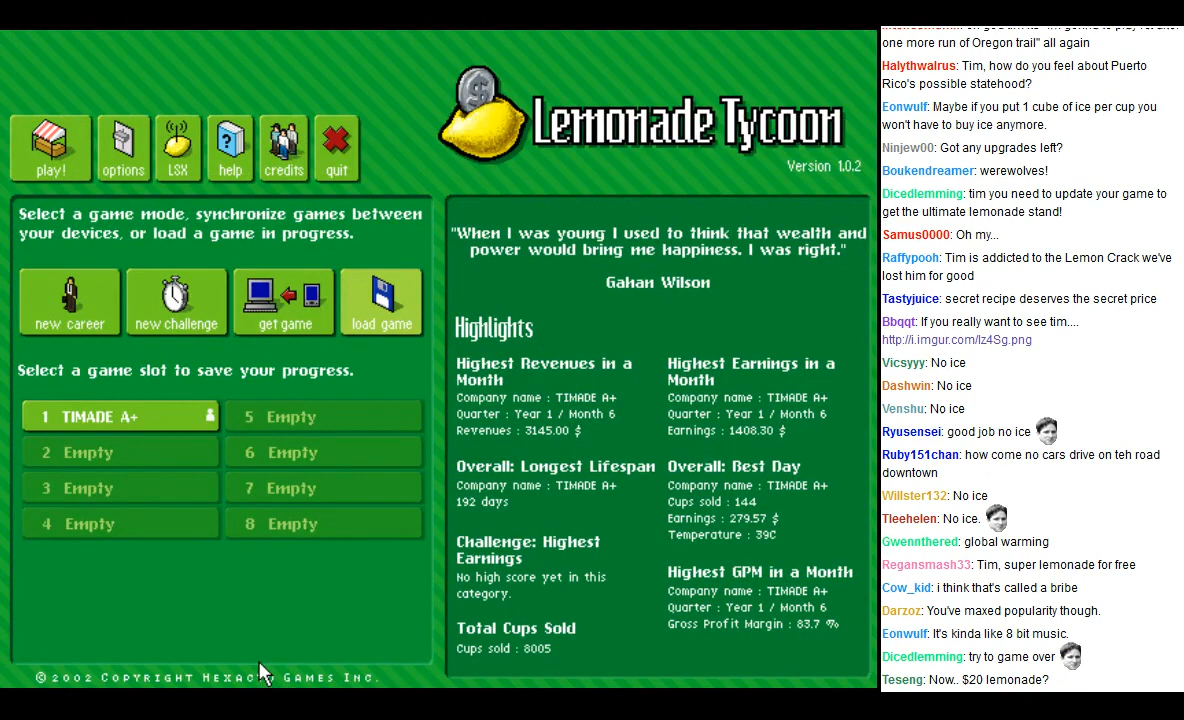 Lemonade Tycoon
Version 1.0.2
play!
options
LSX
help
credits
quit
Select a game mode, synchronize games between
your devices, or load a game in progress.
new career
new challenge
get game
load game
Select a game slot to save your progress.
1 TIMADE A+
2 Empty
3 Empty
4 Empty
5 Empty
6 Empty
7 Empty
8 Empty
"When I was young I used to think that wealth and
power would bring me happiness. I was right."
Gahan Wilson
Highlights
Highest Revenues in a
Month
Company name : TIMADE A+
Quarter : Year 1 / Month 6
Revenues : 3145.00 $
Overall: Longest Lifespan
Company name : TIMADE A+
192 days
Challenge: Highest
Earnings
No high score yet in this
category.
Total Cups Sold
Cups sold : 8005
Highest Earnings in a
Month
Company name : TIMADE A+
Quarter : Year 1 / Month 6
Earnings : 1408.30 $
Overall: Best Day
Company name : TIMADE A+
Cups sold : 144
Earnings : 279.57 $
Temperature : 39C
Highest GPM in a Month
Company name : TIMADE A+
Quarter : Year 1 / Month 6
Gross Profit Margin : 83.7 %
© 2002 COPYRIGHT HEXAC GAMES INC.
one more run of Oregon trail" all again
Halythwalrus: Tim, how do you feel about Puerto
Rico's possible statehood?
Eonwulf: Maybe if you put 1 cube of ice per cup you
won't have to buy ice anymore.
Ninjew00: Got any upgrades left?
Boukendreamer: werewolves!
Dicedlemming: tim you need to update your game to
get the ultimate lemonade stand!
Samus0000: Oh my...
Raffypooh: Tim is addicted to the Lemon Crack we've
lost him for good
Tastyjuice: secret recipe deserves the secret price
Bbqqt: If you really want to see tim....
http://i.imgur.com/lz4Sg.png
Vicsyyy: No ice
Dashwin: No ice
Venshu: No ice
Ryusensei: good job no ice
Ruby151chan: how come no cars drive on teh road
downtown
Willster132: No ice
Tleehelen: No ice.
Gwennthered: global warming
Regansmash33: Tim, super lemonade for free
Cow_kid: i think that's called a bribe
Darzoz: You've maxed popularity though.
Eonwulf: It's kinda like 8 bit music.
Dicedlemming: try to game over
Teseng: Now.. $20 lemonade?